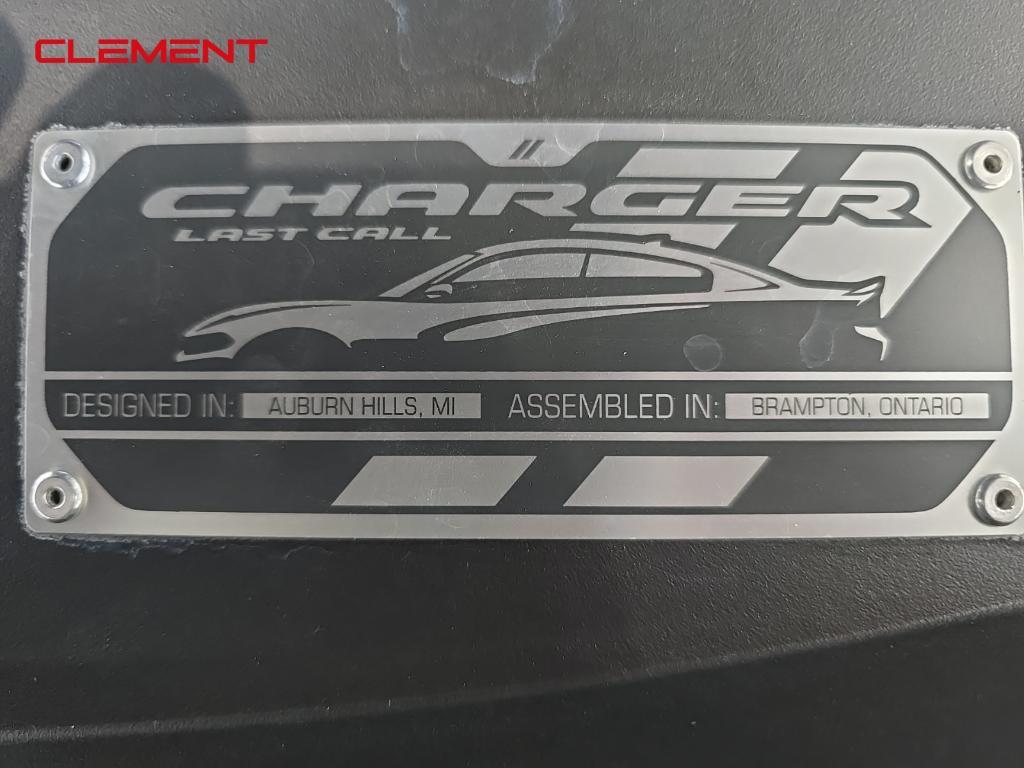 CLEMENT
CHARGER
LAST CALL
DESIGNED IN: AUBURN HILLS, MI ASSEMBLED IN: BRAMPTON, ONTARIO